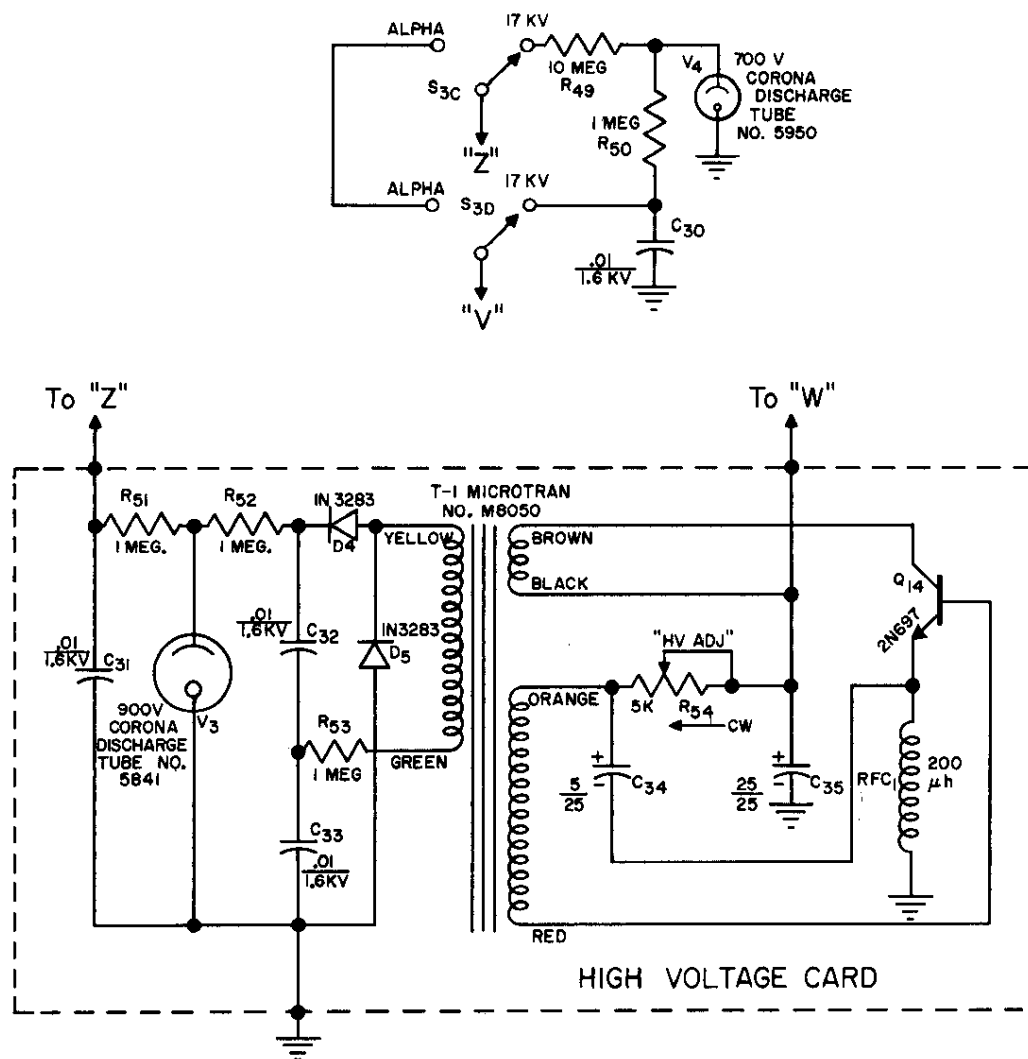 ALPHA
17 KV
10 MEG
R49
S3C
"Z"
V4
700 V
CORONA
DISCHARGE
TUBE
NO. 5950
1 MEG
R50
ALPHA
S3D
17 KV
C30
.01
1.6 KV
"V"
To "Z"
To "W"
R51
1 MEG.
R52
1 MEG.
IN 3283
D4
T-1 MICROTRAN
NO. M8050
YELLOW
BROWN
BLACK
Q14
2N697
.01
1.6KV
C31
.01
1.6KV
C32
IN3283
D5
"HV ADJ"
ORANGE
5K
R54
CW
900V
CORONA
DISCHARGE
TUBE NO.
5841
V3
R53
1 MEG
GREEN
+
-
5
25
C34
+
-
25
25
C35
RFC1
200
μh
C33
.01
1.6KV
RED
HIGH VOLTAGE CARD